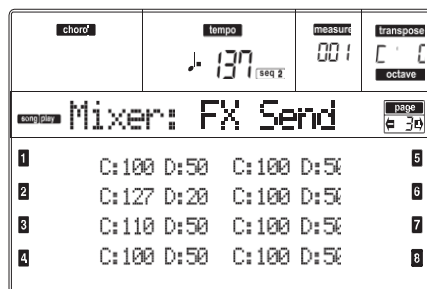 chord tempo measure transpose
137 seq 2 001 C
octave
song play Mixer: FX Send page
3
1 C:100 D:50 C:100 D:50 5
2 C:127 D:20 C:100 D:50 6
3 C:110 D:50 C:100 D:50 7
4 C:100 D:50 C:100 D:50 8